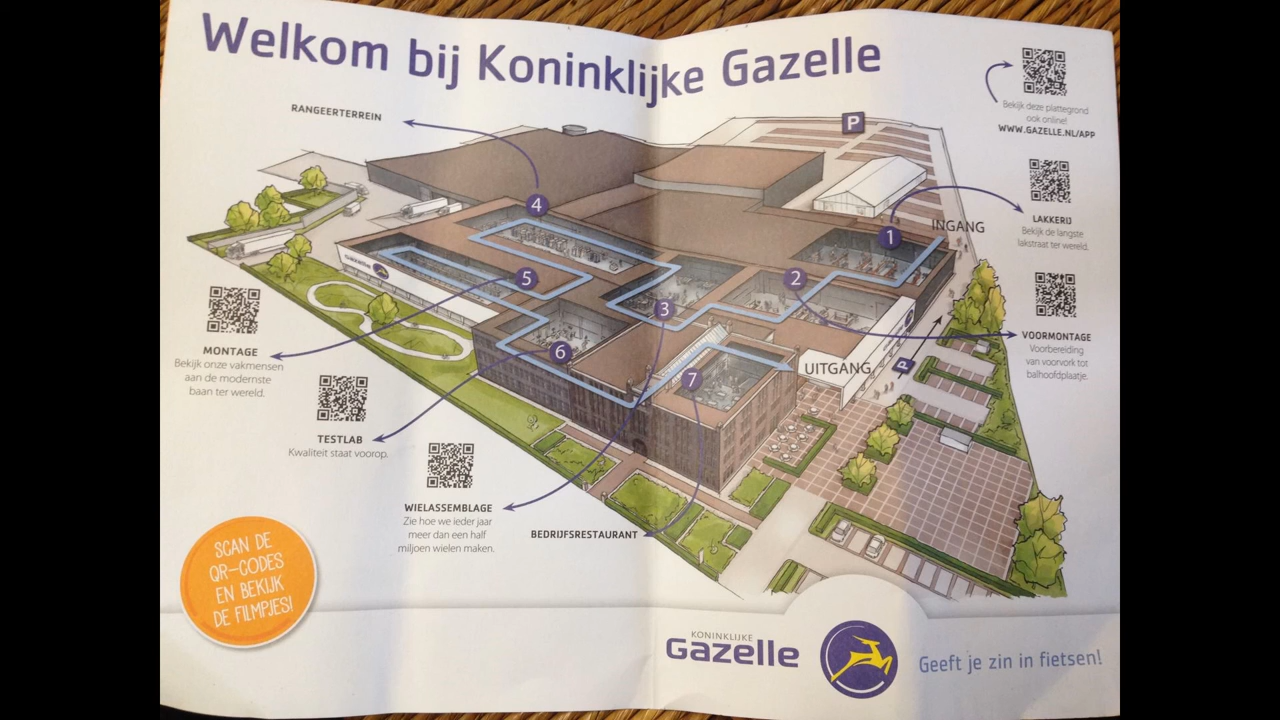 Welkom bij Koninklijke Gazelle
Bekijk deze plattegrond
ook online!
WWW.GAZELLE.NL/APP
RANGEERTERREIN
P
LAKKERIJ
Bekijk de langste
lakstraat ter wereld.
INGANG
1
2
3
4
5
6
7
Gazelle
VOORMONTAGE
Voorbereiding
van voorvork tot
balhoofdplaatje.
P
UITGANG
MONTAGE
Bekijk onze vakmensen
aan de modernste
baan ter wereld.
TESTLAB
Kwaliteit staat voorop.
WIELASSEMBLAGE
Zie hoe we ieder jaar
meer dan een half
miljoen wielen maken.
BEDRIJFSRESTAURANT
SCAN DE
QR-CODES
EN BEKIJK
DE FILMPJES!
KONINKLIJKE
Gazelle
Geeft je zin in fietsen!